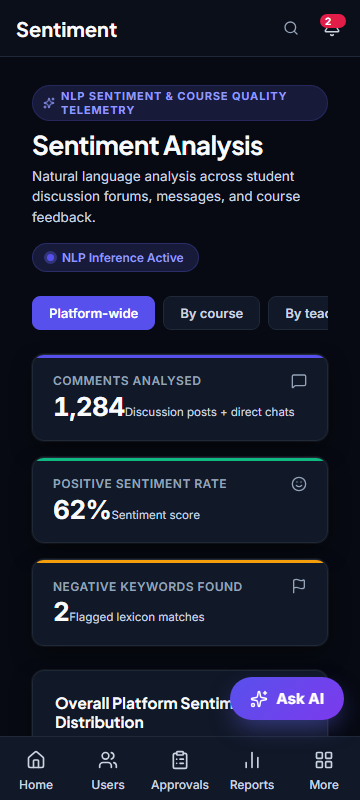 Sentiment
2
NLP SENTIMENT & COURSE QUALITY
TELEMETRY
Sentiment Analysis
Natural language analysis across student
discussion forums, messages, and course
feedback.
NLP Inference Active
Platform-wide
By course
By teac
COMMENTS ANALYSED
1,284 Discussion posts + direct chats
POSITIVE SENTIMENT RATE
62% Sentiment score
NEGATIVE KEYWORDS FOUND
2 Flagged lexicon matches
Overall Platform Sentim
Distribution
Ask AI
Home
Users
Approvals
Reports
More